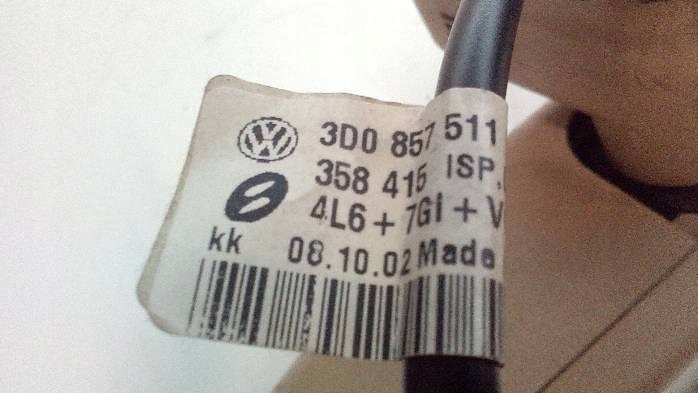 3D0 857 511
358 415 ISP.
4L6 + 7GI + V
kk 08.10.02 Made